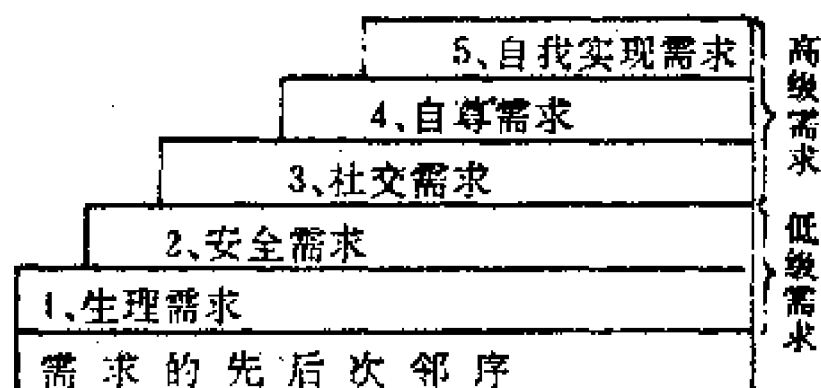 5、自我实现需求
4、自尊需求
3、社交需求
2、安全需求
1、生理需求
需求的先后次邻序
高级需求
低级需求